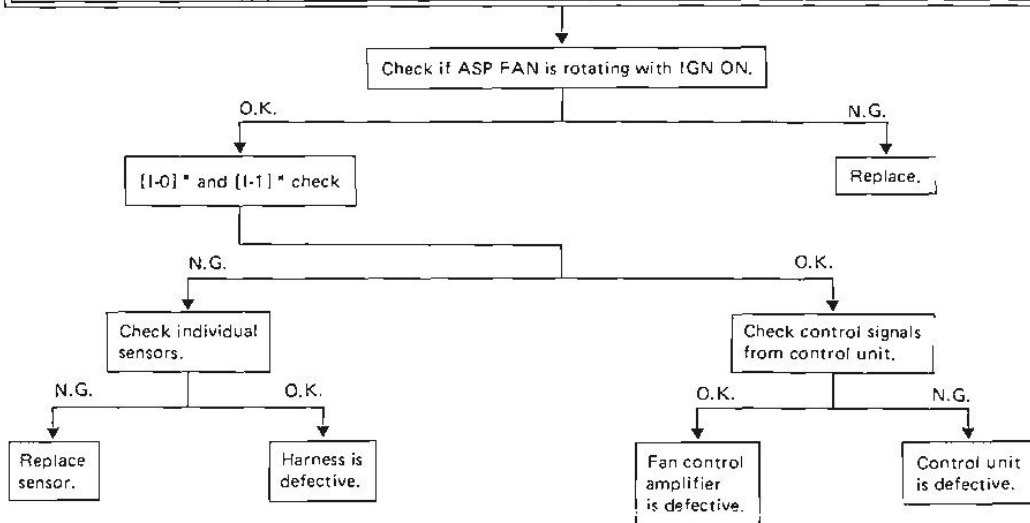 Check if ASP FAN is rotating with IGN ON.
O.K.
N.G.
[I-0]* and [I-1]* check
Replace.
N.G.
O.K.
Check individual
sensors.
Check control signals
from control unit.
N.G.
O.K.
O.K.
N.G.
Replace
sensor.
Harness is
defective.
Fan control
amplifier
is defective.
Control unit
is defective.